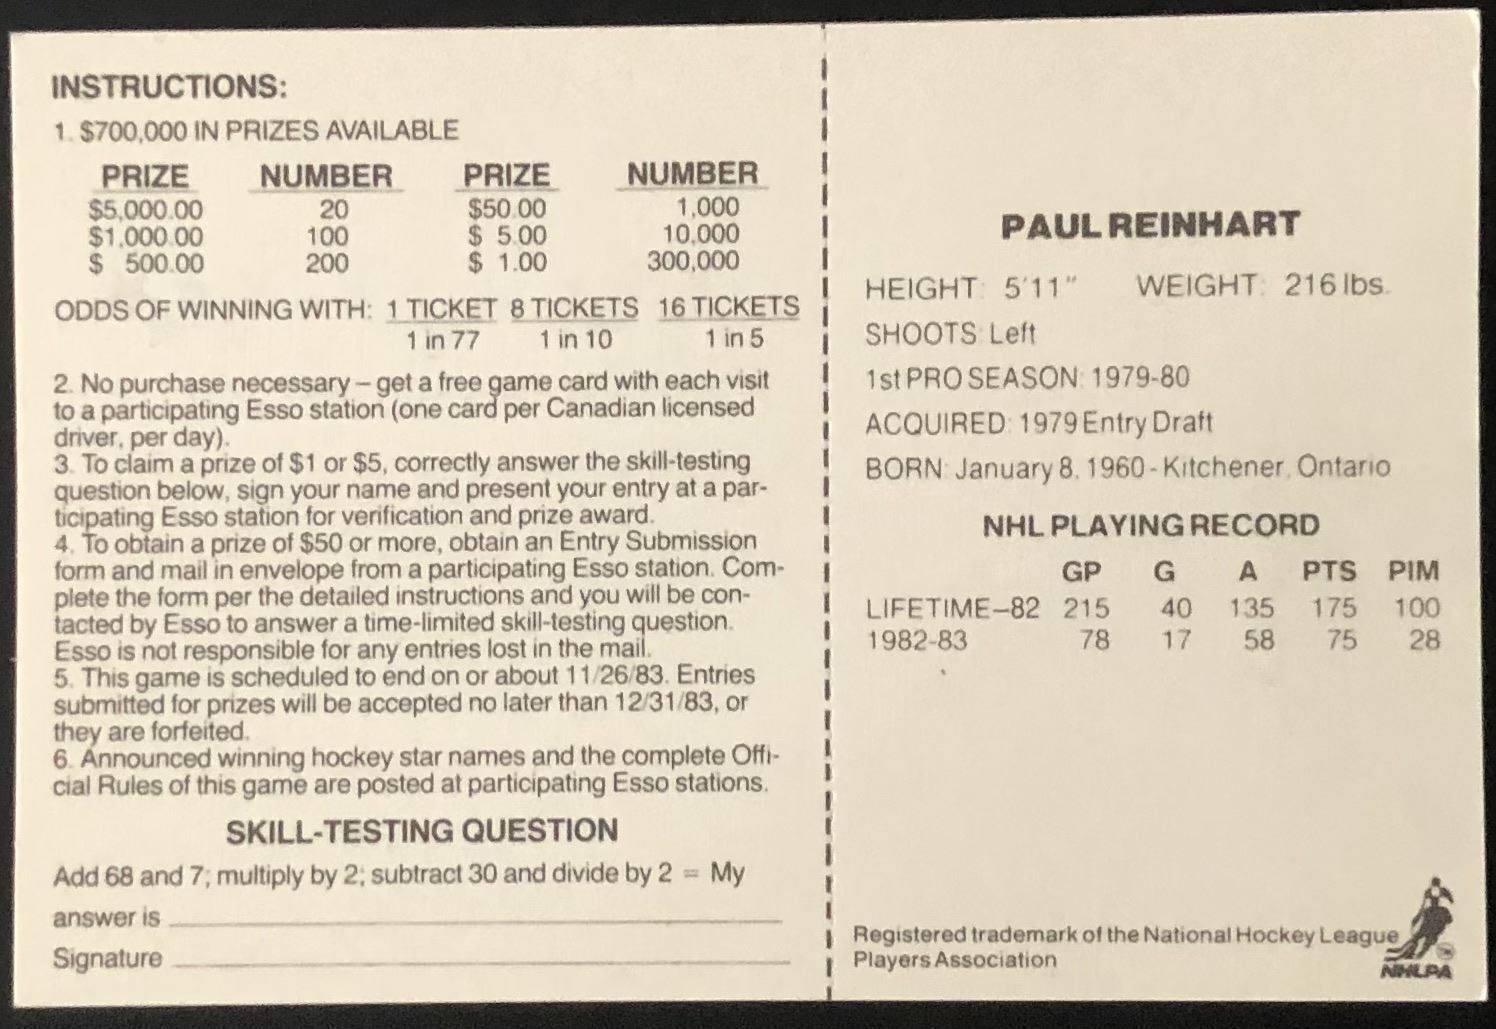 INSTRUCTIONS:
1. $700,000 IN PRIZES AVAILABLE
PRIZE NUMBER PRIZE NUMBER
$5,000.00 20 $50.00 1,000
$1,000.00 100 $ 5.00 10,000
$ 500.00 200 $ 1.00 300,000
ODDS OF WINNING WITH: 1 TICKET 8 TICKETS 16 TICKETS
1 in 77 1 in 10 1 in 5
2. No purchase necessary – get a free game card with each visit
to a participating Esso station (one card per Canadian licensed
driver, per day).
3. To claim a prize of $1 or $5, correctly answer the skill-testing
question below, sign your name and present your entry at a par-
ticipating Esso station for verification and prize award.
4. To obtain a prize of $50 or more, obtain an Entry Submission
form and mail in envelope from a participating Esso station. Com-
plete the form per the detailed instructions and you will be con-
tacted by Esso to answer a time-limited skill-testing question.
Esso is not responsible for any entries lost in the mail.
5. This game is scheduled to end on or about 11/26/83. Entries
submitted for prizes will be accepted no later than 12/31/83, or
they are forfeited.
6. Announced winning hockey star names and the complete Offi-
cial Rules of this game are posted at participating Esso stations.
SKILL-TESTING QUESTION
Add 68 and 7; multiply by 2; subtract 30 and divide by 2 = My
answer is
Signature
PAUL REINHART
HEIGHT: 5'11" WEIGHT: 216 lbs.
SHOOTS: Left
1st PRO SEASON: 1979-80
ACQUIRED: 1979 Entry Draft
BORN: January 8, 1960 - Kitchener, Ontario
NHL PLAYING RECORD
GP G A PTS PIM
LIFETIME–82 215 40 135 175 100
1982-83 78 17 58 75 28
Registered trademark of the National Hockey League
Players Association
NHLPA